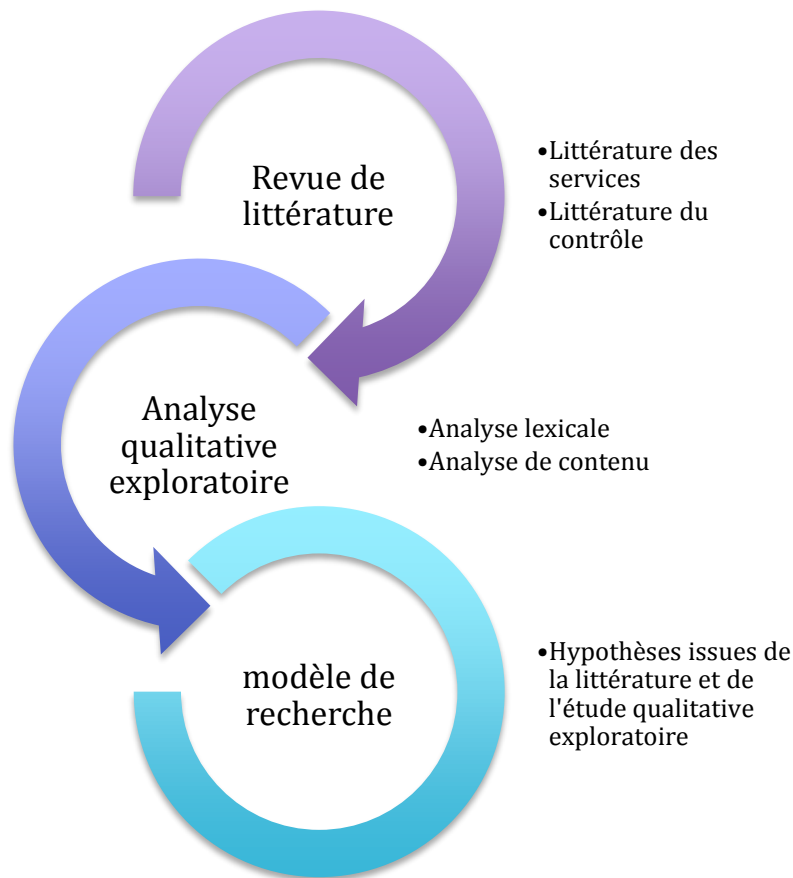 Revue de
littérature
•Littérature des
services
•Littérature du
contrôle
Analyse
qualitative
exploratoire
•Analyse lexicale
•Analyse de contenu
modèle de
recherche
•Hypothèses issues de
la littérature et de
l'étude qualitative
exploratoire